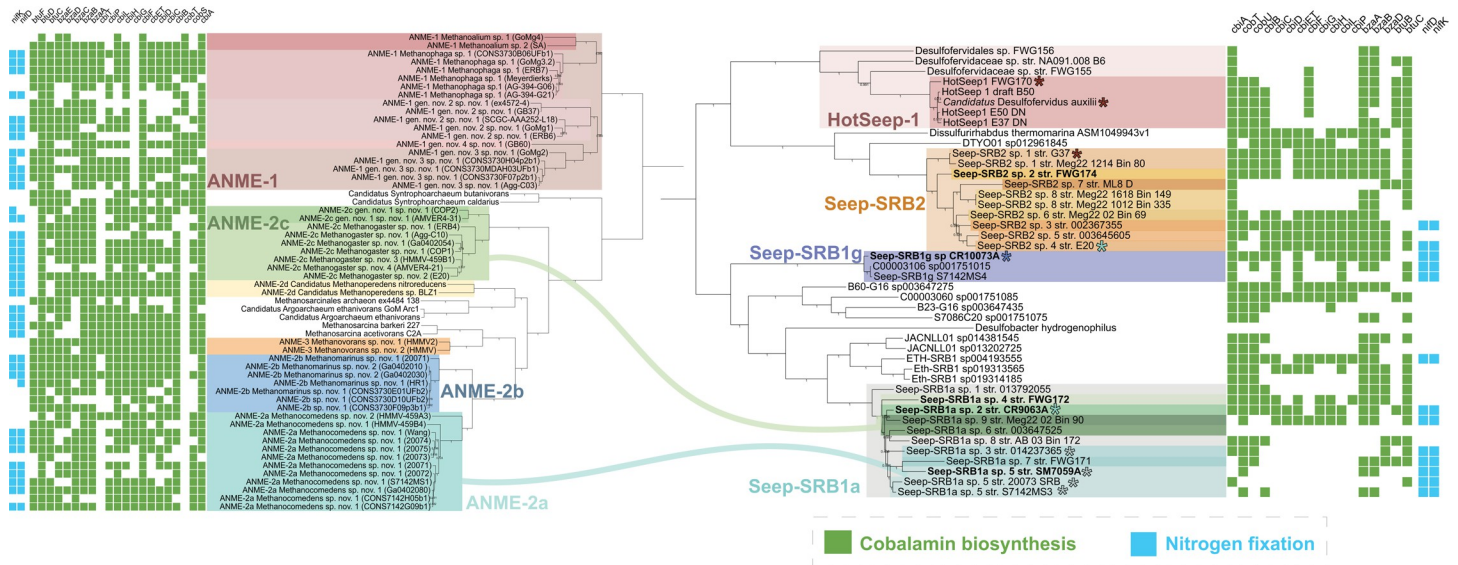 nifK
nifD
btuF
btuD
btuC
bzaE
bzaD
bzaC
bzaB
bzaA
cbiT
cbiP
cbiL
cbiH
cbiG
cbiF
cbiET
cbiD
cbiC
cbiB
cobT
cobS
cbiA
ANME-1 Methanoalium sp. 1 (GoMg4)
ANME-1 Methanoalium sp. 2 (SA)
ANME-1 Methanophaga sp. 1 (CONS3730B06UFb1)
ANME-1 Methanophaga sp. 1 (GoMg3.2)
ANME-1 Methanophaga sp. 1 (ERB7)
ANME-1 Methanophaga sp. 1 (Meyerdierks)
ANME-1 Methanophaga sp. 1 (AG-394-G06)
ANME-1 Methanophaga sp. 1 (AG-394-G21)
ANME-1 gen. nov. 2 sp. nov. 1 (ex4572-4)
ANME-1 gen. nov. 2 sp. nov. 1 (GB37)
ANME-1 gen. nov. 2 sp. nov. 1 (SCGC-AAA252-L18)
ANME-1 gen. nov. 2 sp. nov. 1 (GoMg1)
ANME-1 gen. nov. 2 sp. nov. 1 (ERB6)
ANME-1 gen. nov. 4 sp. nov. 1 (GB60)
ANME-1 gen. nov. 3 sp. nov. 1 (GoMg2)
ANME-1 gen. nov. 3 sp. nov. 1 (CONS3730H04p2b1)
ANME-1 gen. nov. 3 sp. nov. 1 (CONS3730MDAH03UFb1)
ANME-1 gen. nov. 3 sp. nov. 1 (CONS3730F07p2b1)
ANME-1 gen. nov. 3 sp. nov. 1 (Agg-C03)
ANME-1
Candidatus Syntrophoarchaeum butanivorans
Candidatus Syntrophoarchaeum caldarius
ANME-2c gen. nov. 1 sp. nov. 1 (COP2)
ANME-2c gen. nov. 1 sp. nov. 1 (AMVER4-31)
ANME-2c
ANME-2c Methanogaster sp. nov. 1 (ERB4)
ANME-2c Methanogaster sp. nov. 1 (Agg-C10)
ANME-2c Methanogaster sp. nov. 1 (Ga0402054)
ANME-2c Methanogaster sp. nov. 1 (COP1)
ANME-2c Methanogaster sp. nov. 3 (HMMV-459B1)
ANME-2c Methanogaster sp. nov. 4 (AMVER4-21)
ANME-2c Methanogaster sp. nov. 2 (E20)
ANME-2d Candidatus Methanoperedens nitroreducens
ANME-2d Candidatus Methanoperedens sp. BLZ1
Methanosarcinales archaeon ex4484 138
Candidatus Argoarchaeum ethanivorans GoM Arc1
Candidatus Argoarchaeum ethanivorans
Methanosarcina barkeri 227
Methanosarcina acetivorans C2A
ANME-3 Methanovorans sp. nov. 1 (HMMV2)
ANME-3 Methanovorans sp. nov. 2 (HMMV)
ANME-2b Methanomarinus sp. nov. 1 (20071)
ANME-2b Methanomarinus sp. nov. 2 (Ga0402010
ANME-2b Methanomarinus sp. nov. 2 (Ga0402030)
ANME-2b Methanomarinus sp. nov. 1 (HR1)
ANME-2b Methanomarinus sp. nov. 1 (CONS3730E01UFb2)
ANME-2b sp. nov. 1 (CONS3730D10UFb2)
ANME-2b sp. nov. 1 (CONS3730F09p3b1)
ANME-2b
ANME-2a Methanocomedens sp. nov. 2 (HMMV-459A3)
ANME-2a Methanocomedens sp. nov. 1 (HMMV-459B4)
ANME-2a Methanocomedens sp. nov. 1 (Wang)
ANME-2a Methanocomedens sp. nov. 1 (20074)
ANME-2a Methanocomedens sp. nov. 1 (20075)
ANME-2a Methanocomedens sp. nov. 1 (20073)
ANME-2a Methanocomedens sp. nov. 1 (20071)
ANME-2a Methanocomedens sp. nov. 1 (20072)
ANME-2a Methanocomedens sp. nov. 1 (S7142MS1)
ANME-2a Methanocomedens sp. nov. 1 (Ga0402080)
ANME-2a Methanocomedens sp. nov. 1 (CONS7142H05b1)
ANME-2a Methanocomedens sp. nov. 1 (CONS7142G09b1)
ANME-2a
Desulfofervidales sp. FWG156
Desulfofervidaceae sp. str. NA091.008 B6
Desulfofervidaceae sp. str. FWG155
HotSeep1 FWG170
HotSeep 1 draft B50
Candidatus Desulfofervidus auxilii
HotSeep1 E50 DN
HotSeep1 E37 DN
HotSeep-1
Dissulfurirhabdus thermomarina ASM1049943v1
DTYO01 sp012961845
Seep-SRB2 sp. 1 str. G37
Seep-SRB2 sp. 1 str. Meg22 1214 Bin 80
Seep-SRB2 sp. 2 str. FWG174
Seep-SRB2 sp. 7 str. ML8 D
Seep-SRB2 sp. 8 str. Meg22 1618 Bin 149
Seep-SRB2 sp. 8 str. Meg22 1012 Bin 335
Seep-SRB2 sp. 6 str. Meg22 02 Bin 69
Seep-SRB2 sp. 3 str. 002367355
Seep-SRB2 sp. 5 str. 003645605
Seep-SRB2 sp. 4 str. E20
Seep-SRB2
Seep-SRB1g
Seep-SRB1g sp CR10073A
C00003106 sp001751015
Seep-SRB1g S7142MS4
B60-G16 sp003647275
C00003060 sp001751085
B23-G16 sp003647435
S7086C20 sp001751075
Desulfobacter hydrogenophilus
JACNLL01 sp014381545
JACNLL01 sp013202725
ETH-SRB1 sp004193555
Eth-SRB1 sp019313565
Eth-SRB1 sp019314185
Seep-SRB1a sp. 1 str. 013792055
Seep-SRB1a sp. 4 str. FWG172
Seep-SRB1a sp. 2 str. CR9063A
Seep-SRB1a sp. 9 str. Meg22 02 Bin 90
Seep-SRB1a sp. 6 str. 003647525
Seep-SRB1a sp. 8 str. AB 03 Bin 172
Seep-SRB1a sp. 3 str. 014237365
Seep-SRB1a sp. 7 str. FWG171
Seep-SRB1a sp. 5 str. SM7059A
Seep-SRB1a sp. 5 str. 20073 SRB
Seep-SRB1a sp. 5 str. S7142MS3
Seep-SRB1a
cbiA
cobT
cobU
cbiB
cbiC
cbiD
cbiET
cbiF
cbiG
cbiH
cbiL
cbiP
bzaA
bzaB
bzaD
btuB
btuC
nifD
nifK
Cobalamin biosynthesis
Nitrogen fixation